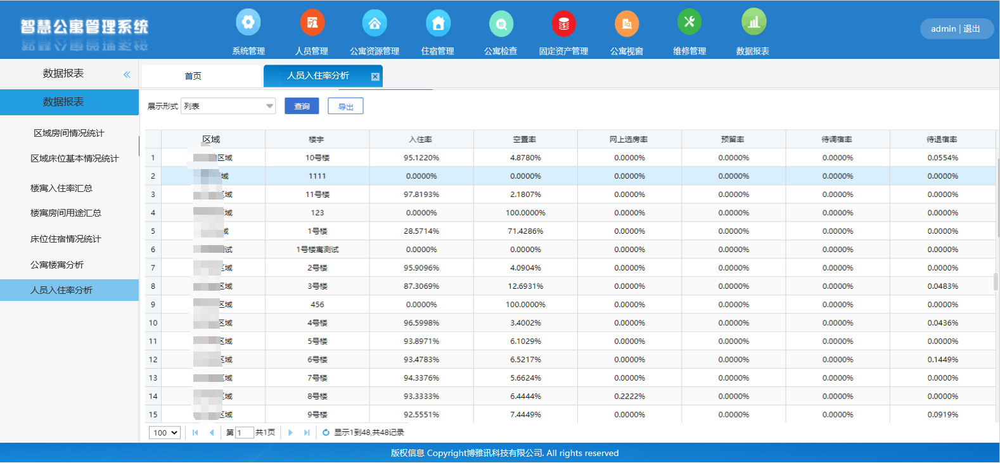 智慧公寓管理系统
系统管理 人员管理 公寓资源管理 住宿管理 公寓检查 固定资产管理 公寓视窗 维修管理 数据报表
admin | 退出
数据报表 «
首页 人员入住率分析
数据报表
区域房间情况统计
区域床位基本情况统计
楼寓入住率汇总
楼寓房间用途汇总
床位住宿情况统计
公寓楼寓分析
人员入住率分析
展示形式 列表 查询 导出
区域 楼宇 入住率 空置率 网上选房率 预留率 待调宿率 待退宿率
1 区域 10号楼 95.1220% 4.8780% 0.0000% 0.0000% 0.0000% 0.0554%
2 域 1111 0.0000% 0.0000% 0.0000% 0.0000% 0.0000% 0.0000%
3 区域 11号楼 97.8193% 2.1807% 0.0000% 0.0000% 0.0000% 0.0000%
4 区域 123 0.0000% 100.0000% 0.0000% 0.0000% 0.0000% 0.0000%
5 域 1号楼 28.5714% 71.4286% 0.0000% 0.0000% 0.0000% 0.0000%
6 测试 1号楼寓测试 0.0000% 0.0000% 0.0000% 0.0000% 0.0000% 0.0000%
7 区域 2号楼 95.9096% 4.0904% 0.0000% 0.0000% 0.0000% 0.0000%
8 区域 3号楼 87.3069% 12.6931% 0.0000% 0.0000% 0.0000% 0.0483%
9 区域 456 0.0000% 100.0000% 0.0000% 0.0000% 0.0000% 0.0000%
10 区域 4号楼 96.5998% 3.4002% 0.0000% 0.0000% 0.0000% 0.0436%
11 区域 5号楼 93.8971% 6.1029% 0.0000% 0.0000% 0.0000% 0.0000%
12 区域 6号楼 93.4783% 6.5217% 0.0000% 0.0000% 0.0000% 0.1449%
13 区域 7号楼 94.3376% 5.6624% 0.0000% 0.0000% 0.0000% 0.0000%
14 区域 8号楼 93.3333% 6.4444% 0.2222% 0.0000% 0.0000% 0.0000%
15 区域 9号楼 92.5551% 7.4449% 0.0000% 0.0000% 0.0000% 0.0919%
100 第 1 共1页 显示1到48,共48记录
版权信息 Copyright博雅讯科技有限公司. All rights reserved